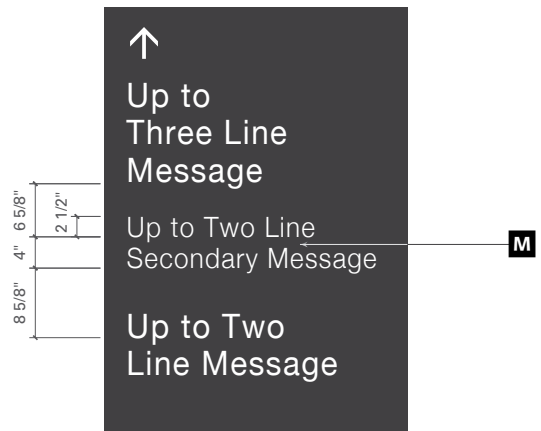 ↑
Up to
Three Line
Message
Up to Two Line
Secondary Message
Up to Two
Line Message
6 5/8"
2 1/2"
4"
8 5/8"
M